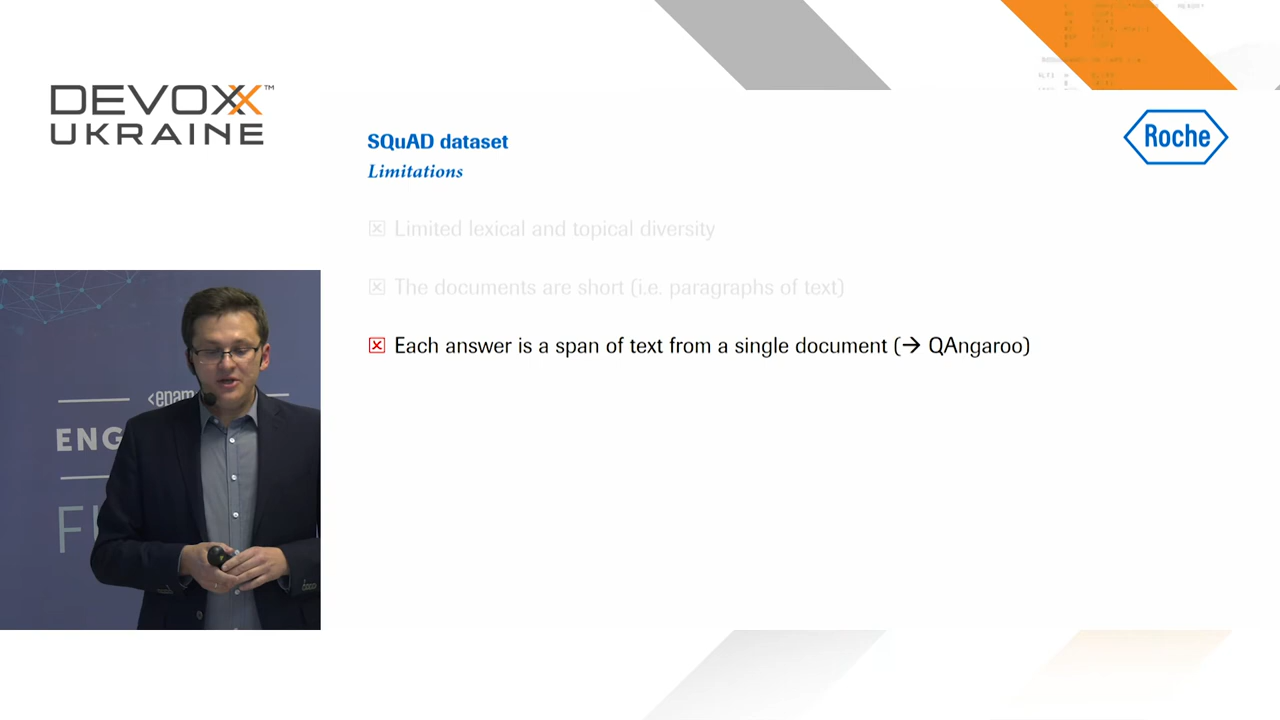 DEVOXX™
UKRAINE
SQuAD dataset
Limitations
Roche
☒ Limited lexical and topical diversity
☒ The documents are short (i.e. paragraphs of text)
☒ Each answer is a span of text from a single document (→ QAngaroo)
<epam
ENG